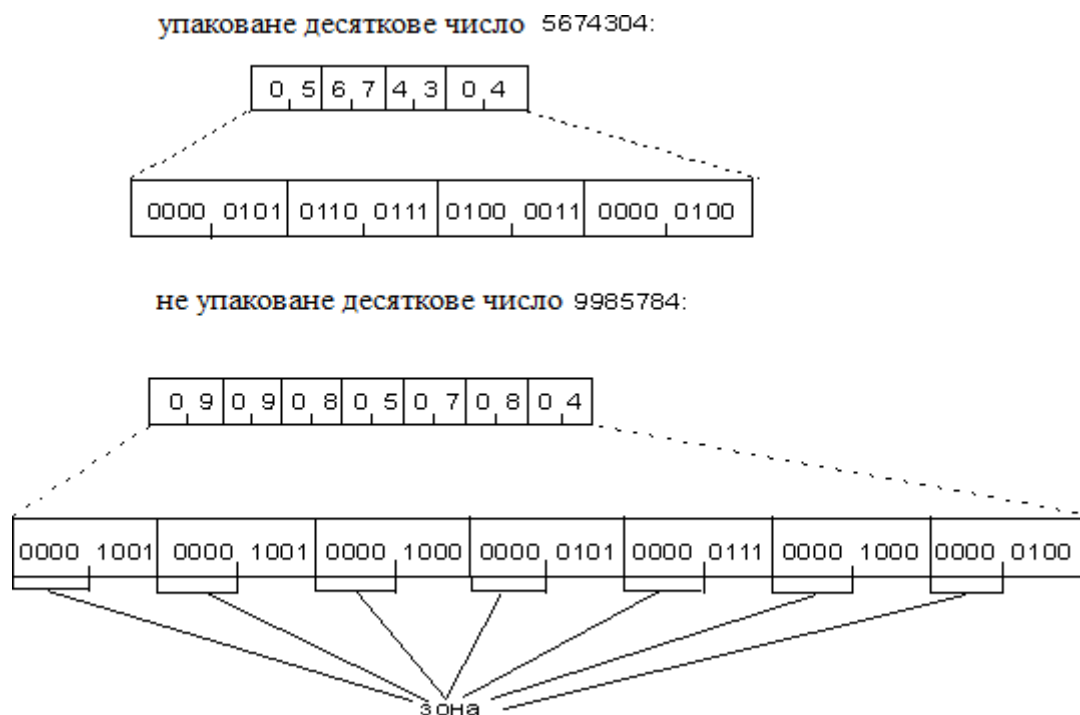 упаковане десяткове число 5674304:
0 5 6 7 4 3 0 4
0000 0101 0110 0111 0100 0011 0000 0100
не упаковане десяткове число 9985784:
0 9 0 9 0 8 0 5 0 7 0 8 0 4
0000 1001 0000 1001 0000 1000 0000 0101 0000 0111 0000 1000 0000 0100
зона